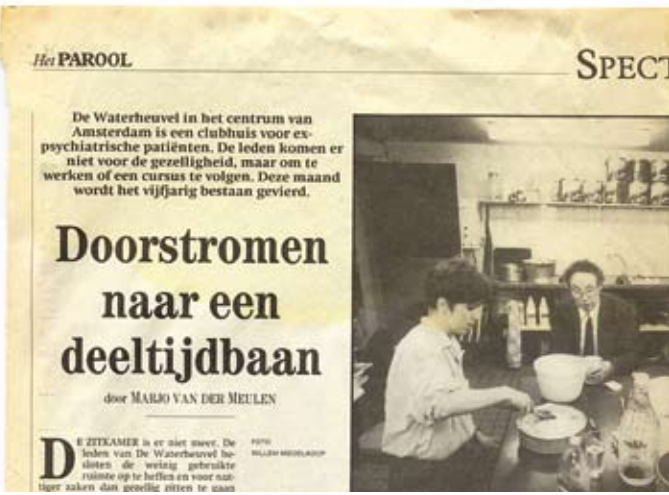 Het PAROOL
SPECT
De Waterheuvel in het centrum van
Amsterdam is een clubhuis voor ex-
psychiatrische patiënten. De leden komen er
niet voor de gezelligheid, maar om te
werken of een cursus te volgen. Deze maand
wordt het vijfjarig bestaan gevierd.
Doorstromen
naar een
deeltijdbaan
door MARJO VAN DER MEULEN
DE ZITKAMER is er niet meer. De
leden van De Waterheuvel be-
sloten de weinig gebruikte
ruimte op te heffen en voor nut-
tiger zaken dan gezellig zitten te gaan
FOTO
WILLEM MIDDELKOOP